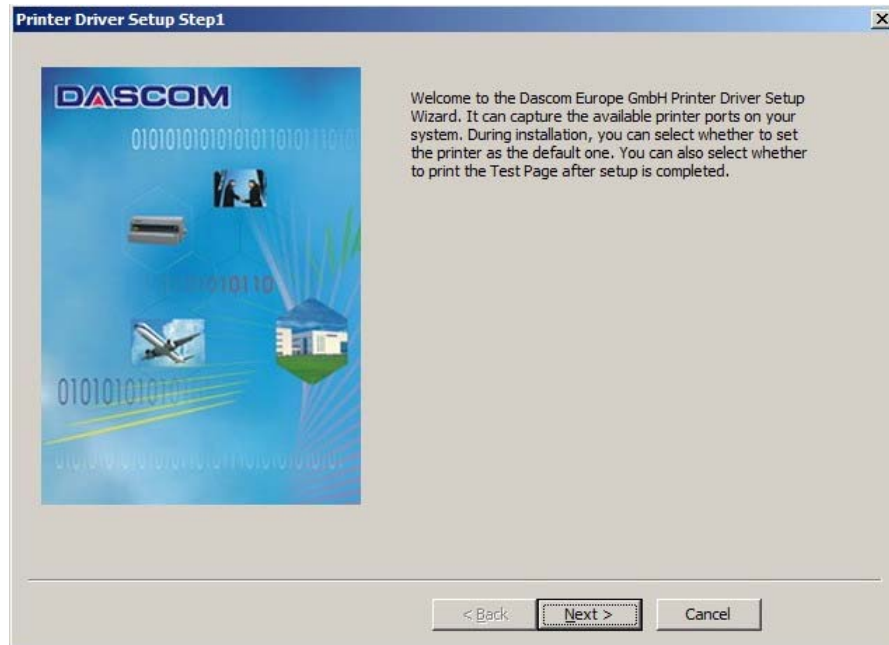 Printer Driver Setup Step1
DASCOM
Welcome to the Dascom Europe GmbH Printer Driver Setup
Wizard. It can capture the available printer ports on your
system. During installation, you can select whether to set
the printer as the default one. You can also select whether
to print the Test Page after setup is completed.
< Back
Next >
Cancel